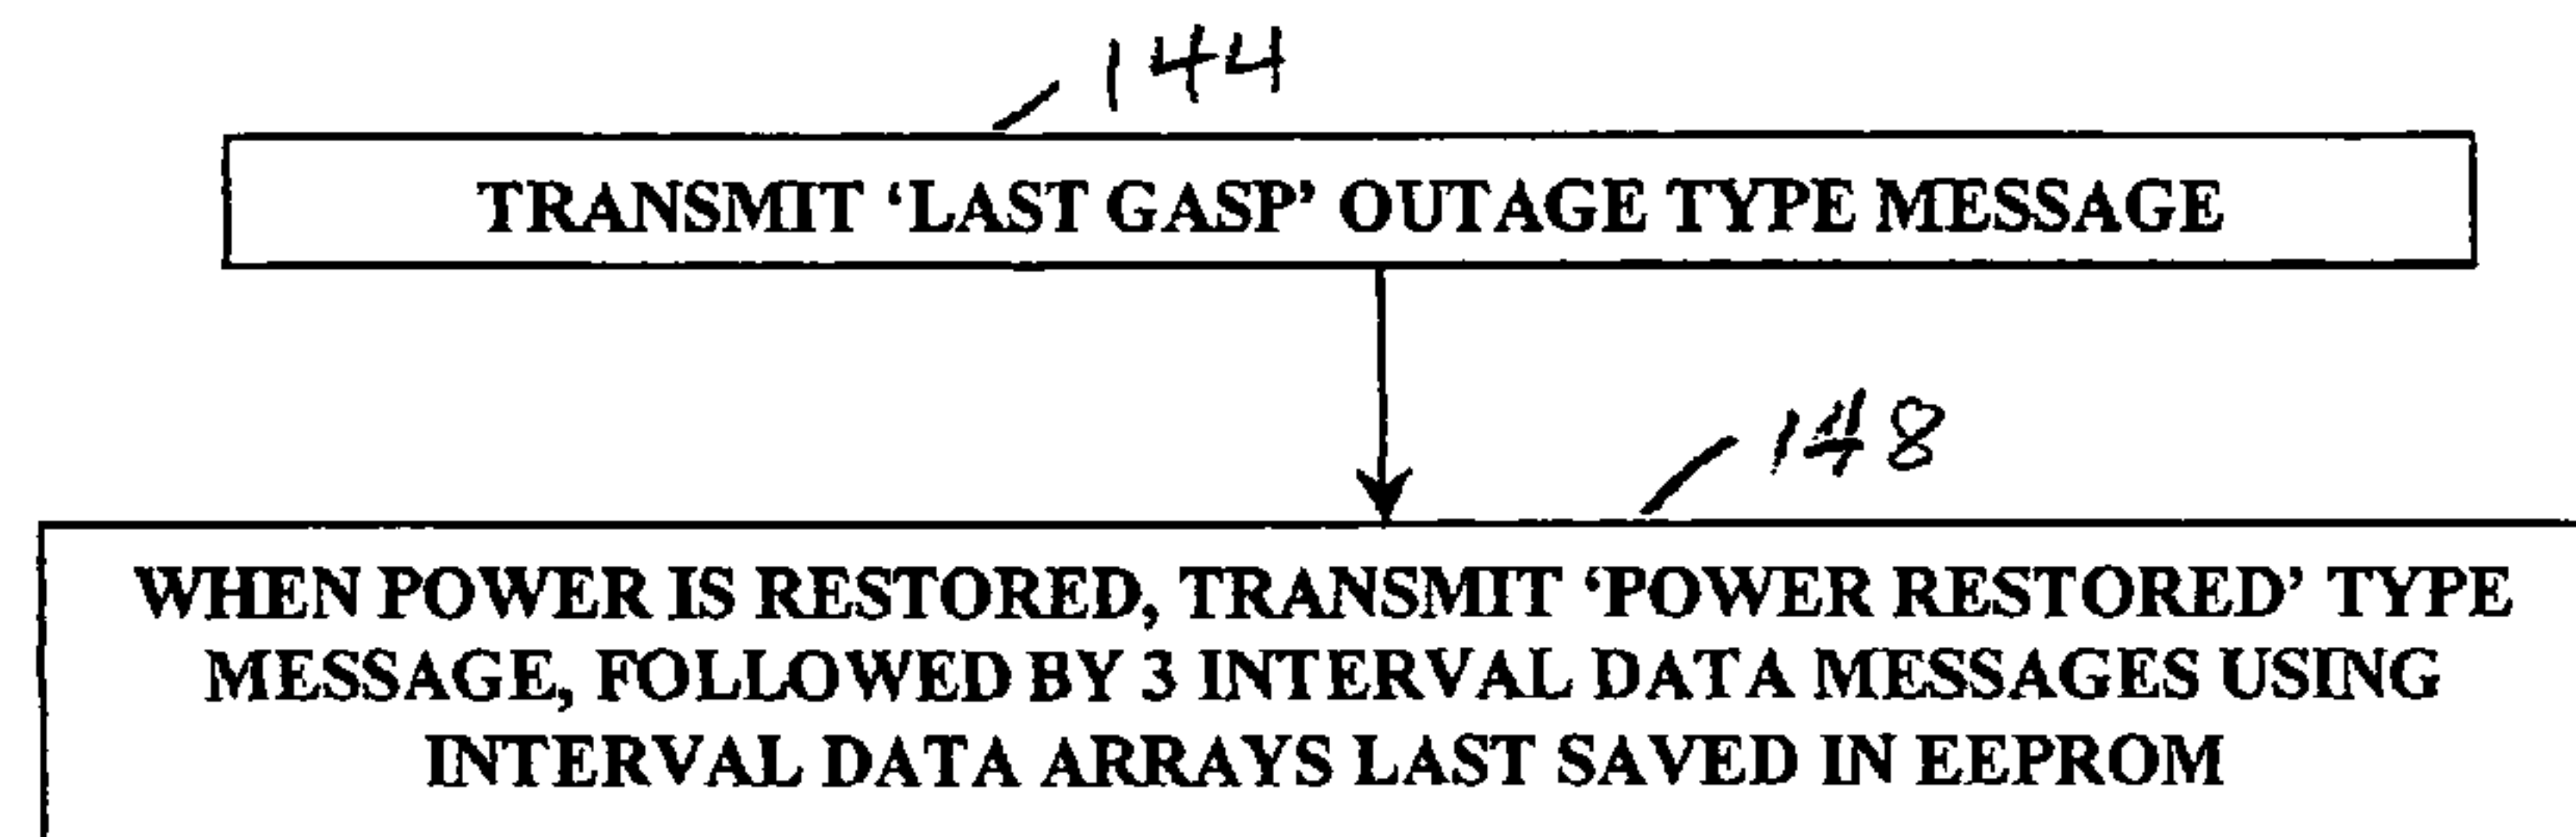 144
TRANSMIT ‘LAST GASP’ OUTAGE TYPE MESSAGE
148
WHEN POWER IS RESTORED, TRANSMIT ‘POWER RESTORED’ TYPE
MESSAGE, FOLLOWED BY 3 INTERVAL DATA MESSAGES USING
INTERVAL DATA ARRAYS LAST SAVED IN EEPROM